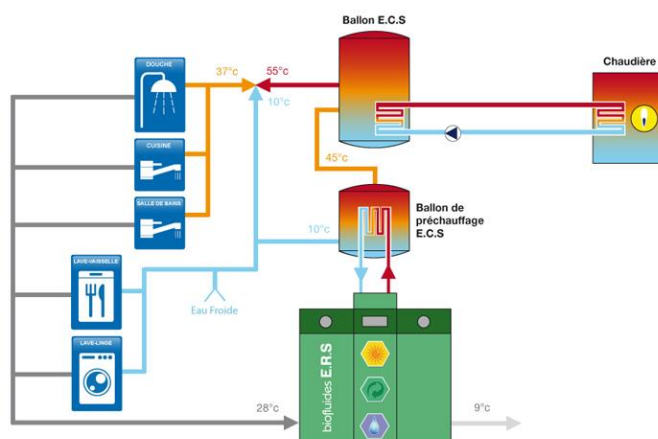 Ballon E.C.S
DOUCHE
37°c
55°c
10°c
Chaudière
CUISINE
45°c
SALLE DE BAINS
Ballon de
préchauffage
E.C.S
10°c
LAVE-VAISSELLE
Eau Froide
LAVE-LINGE
biofluides E.R.S
28°c
9°c